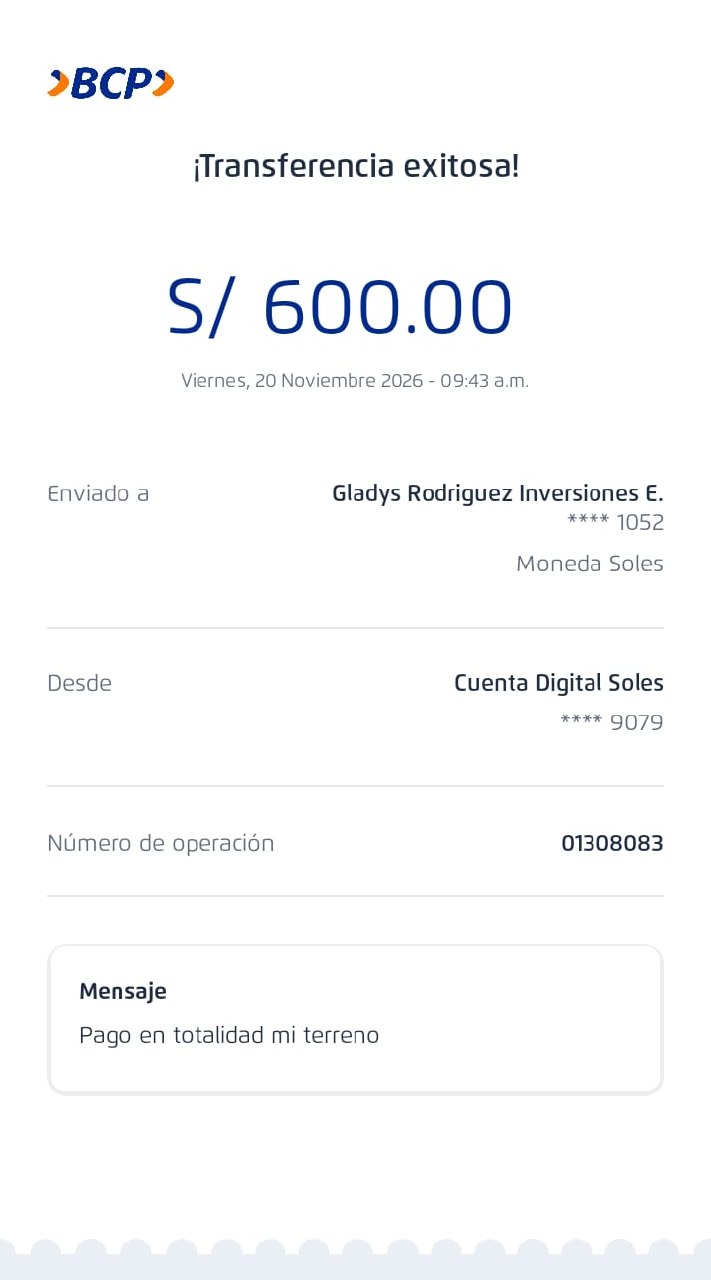 BCP
¡Transferencia exitosa!
S/ 600.00
Viernes, 20 Noviembre 2026 - 09:43 a.m.
Enviado a
Gladys Rodriguez Inversiones E.
**** 1052
Moneda Soles
Desde
Cuenta Digital Soles
**** 9079
Número de operación
01308083
Mensaje
Pago en totalidad mi terreno